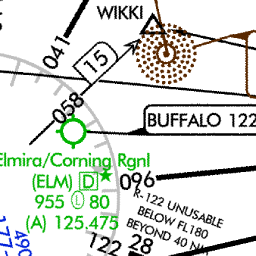 WIKKI
041
15
058
BUFFALO 122
Elmira/Corning Rgnl
(ELM) D
096
955 L 80
(A) 125.475
R-122 UNUSABLE
BELOW FL180
BEYOND 40 NM
122
28